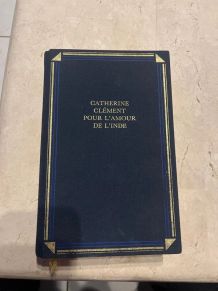 CATHERINE
CLÉMENT
POUR L'AMOUR
DE L'INDE